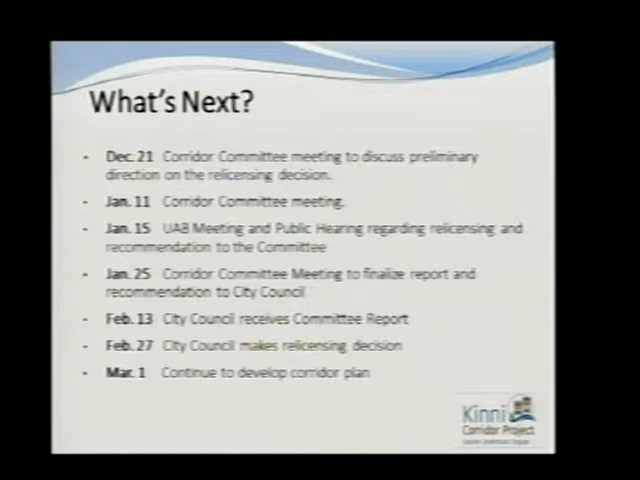 What's Next?
- Dec. 21 Corridor Committee meeting to discuss preliminary
direction on the relicensing decision.
- Jan. 11 Corridor Committee meeting.
- Jan. 15 UAB Meeting and Public Hearing regarding relicensing and
recommendation to the Committee
- Jan. 25 Corridor Committee Meeting to finalize report and
recommendation to City Council
- Feb. 13 City Council receives Committee Report
- Feb. 27 City Council makes relicensing decision
- Mar. 1 Continue to develop corridor plan
Kinni
Corridor Project